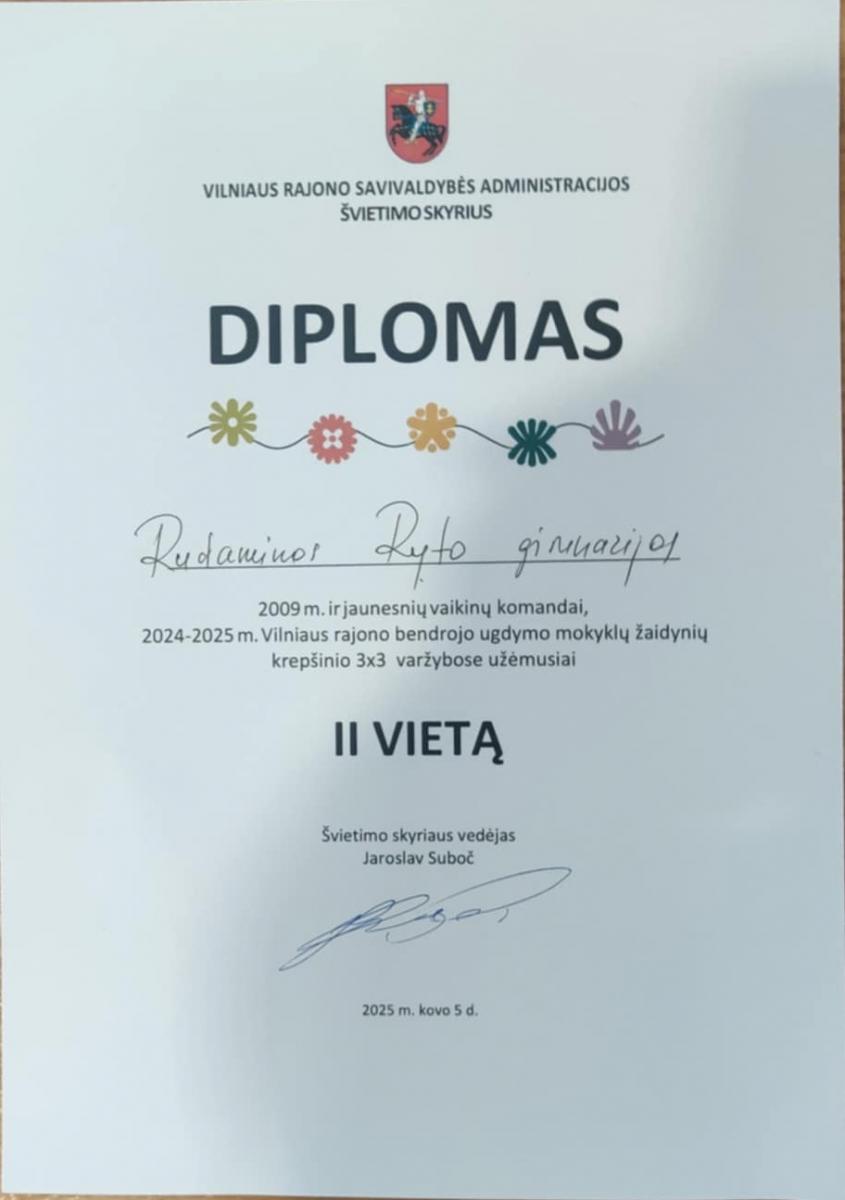 VILNIAUS RAJONO SAVIVALDYBĖS ADMINISTRACIJOS
ŠVIETIMO SKYRIUS
DIPLOMAS
Rudaminos Ryto gimnazijos
2009 m. ir jaunesnių vaikinų komandai,
2024-2025 m. Vilniaus rajono bendrojo ugdymo mokyklų žaidynių
krepšinio 3x3 varžybose užėmusiai
II VIETĄ
Švietimo skyriaus vedėjas
Jaroslav Suboč
2025 m. kovo 5 d.